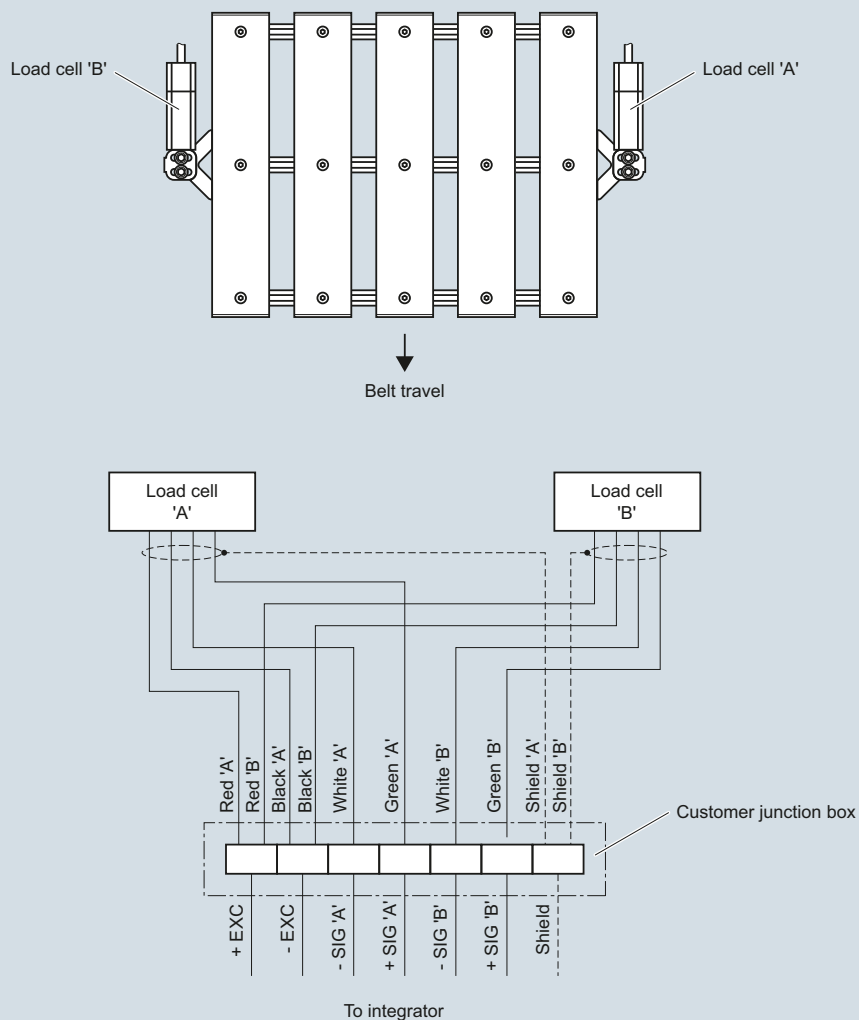 Load cell 'B'
Load cell 'A'
Belt travel
Load cell
'A'
Load cell
'B'
Red 'A'
Red 'B'
Black 'A'
Black 'B'
White 'A'
Green 'A'
White 'B'
Green 'B'
Shield 'A'
Shield 'B'
Customer junction box
+ EXC
- EXC
- SIG 'A'
+ SIG 'A'
- SIG 'B'
+ SIG 'B'
Shield
To integrator